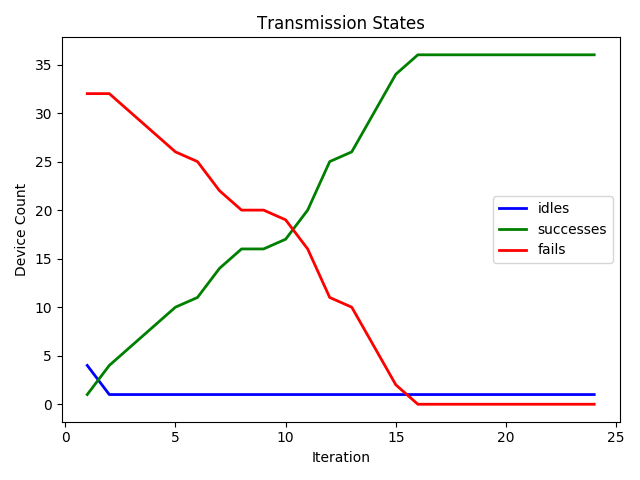 Transmission States
Device Count
35
30
25
20
15
10
5
0
idles
successes
fails
0 5 10 15 20 25
Iteration